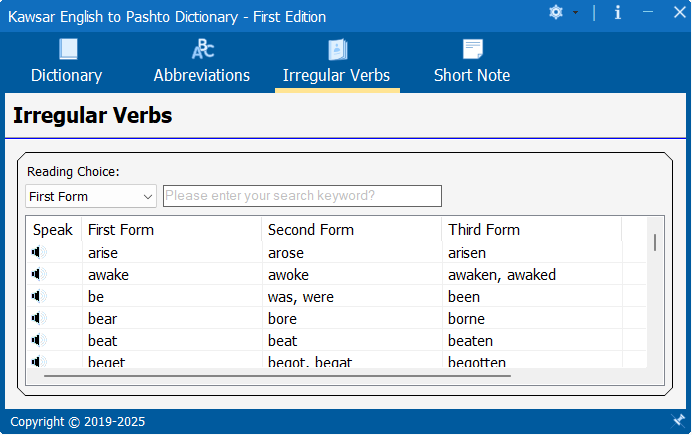 Kawsar English to Pashto Dictionary - First Edition
Dictionary Abbreviations Irregular Verbs Short Note
Irregular Verbs
Reading Choice:
First Form Please enter your search keyword?
Speak First Form Second Form Third Form
arise arose arisen
awake awoke awaken, awaked
be was, were been
bear bore borne
beat beat beaten
beget begot, begat begotten
Copyright © 2019-2025